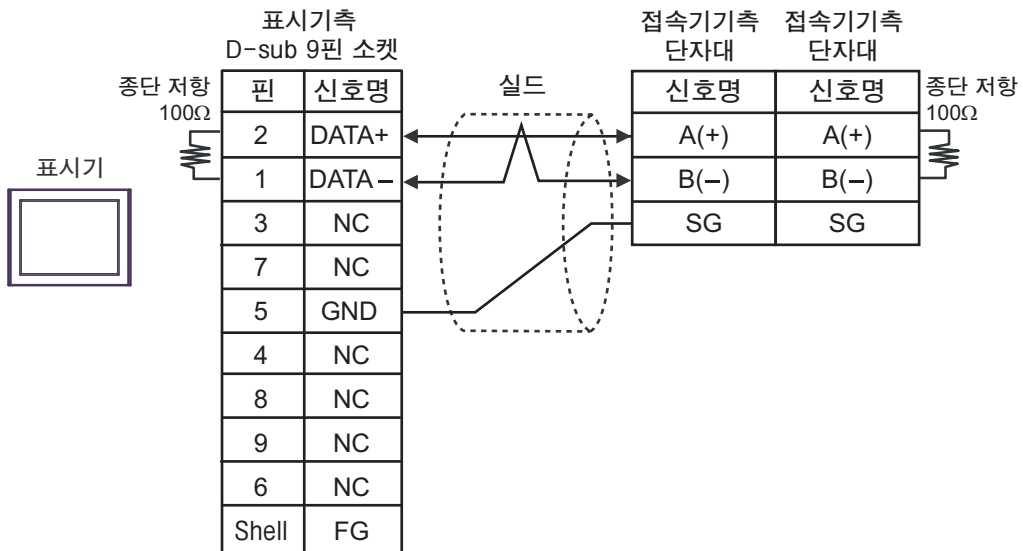 표시기측
D-sub 9핀 소켓
접속기기측 접속기기측
단자대 단자대
종단 저항
100Ω
핀 신호명
실드
신호명 신호명
종단 저항
100Ω
2 DATA+
A(+) A(+)
표시기
1 DATA−
B(−) B(−)
3 NC
SG SG
7 NC
5 GND
4 NC
8 NC
9 NC
6 NC
Shell FG